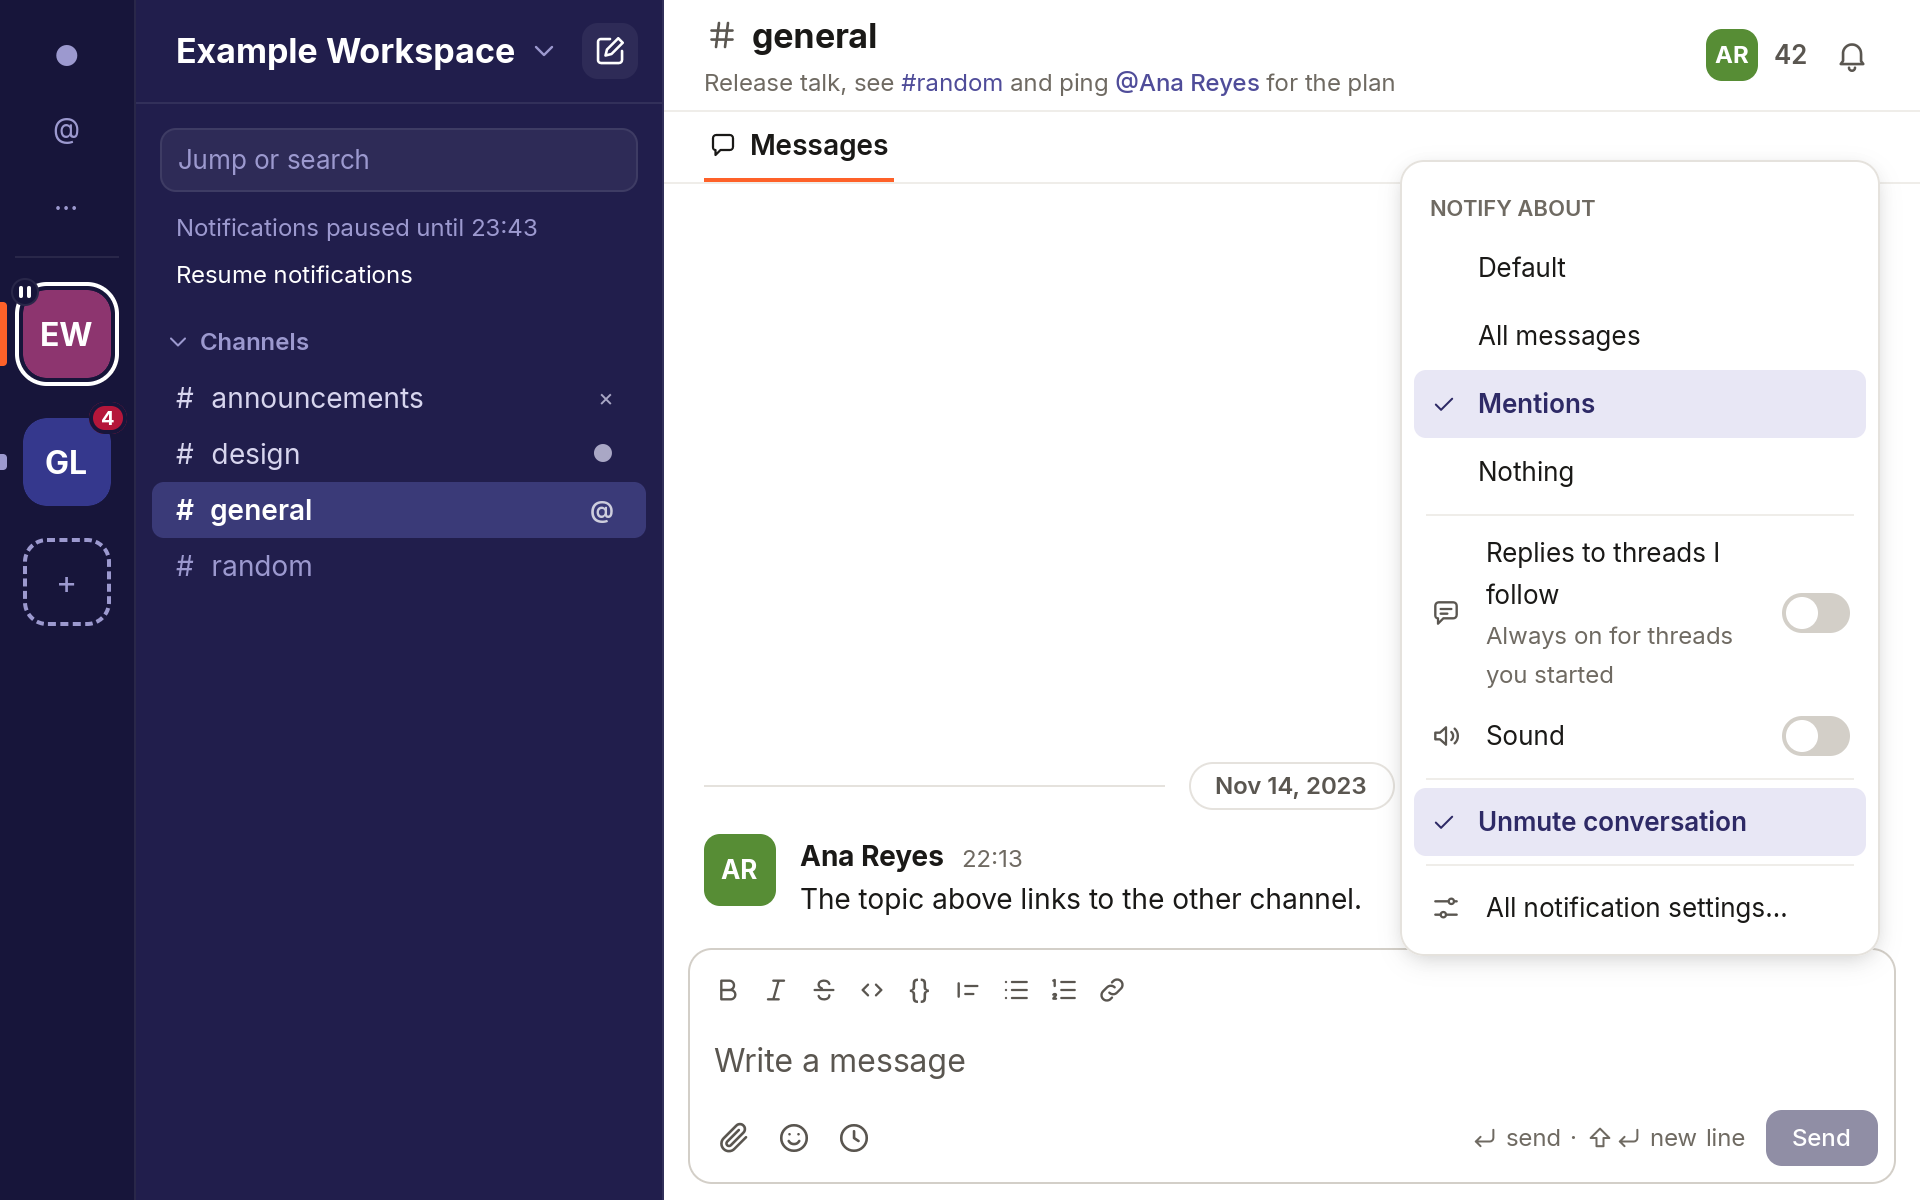 @
...
EW
4
GL
+
Example Workspace
Jump or search
Notifications paused until 23:43
Resume notifications
Channels
# announcements ×
# design
# general @
# random
# general
Release talk, see #random and ping @Ana Reyes for the plan
AR 42
Messages
NOTIFY ABOUT
Default
All messages
Mentions
Nothing
Replies to threads I
follow
Always on for threads
you started
Sound
Unmute conversation
All notification settings...
Nov 14, 2023
AR
Ana Reyes 22:13
The topic above links to the other channel.
Write a message
send · new line
Send